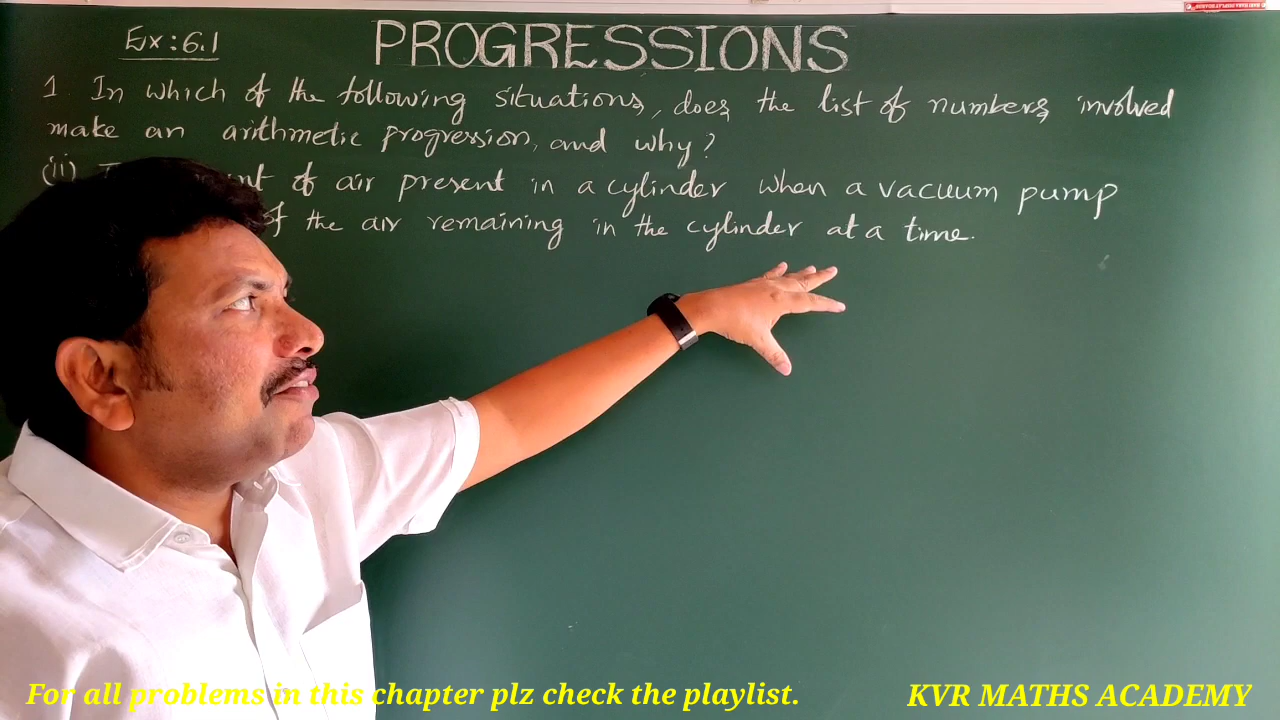 Ex: 6.1
PROGRESSIONS
1. In which of the following situations, does the list of numbers involved
make an arithmetic progression, and why?
(ii) of air present in a cylinder when a vacuum pump
of the air remaining in the cylinder at a time.
For all problems in this chapter plz check the playlist.
KVR MATHS ACADEMY